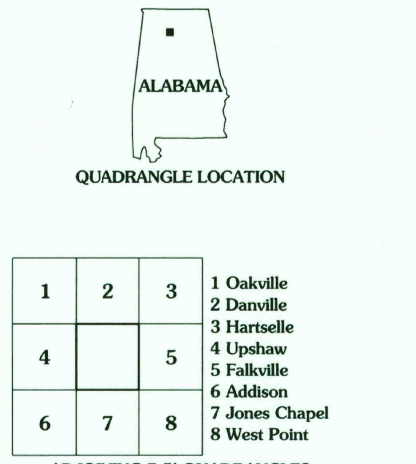 ALABAMA
QUADRANGLE LOCATION
1 2 3
4 5
6 7 8
1 Oakville
2 Danville
3 Hartselle
4 Upshaw
5 Falkville
6 Addison
7 Jones Chapel
8 West Point